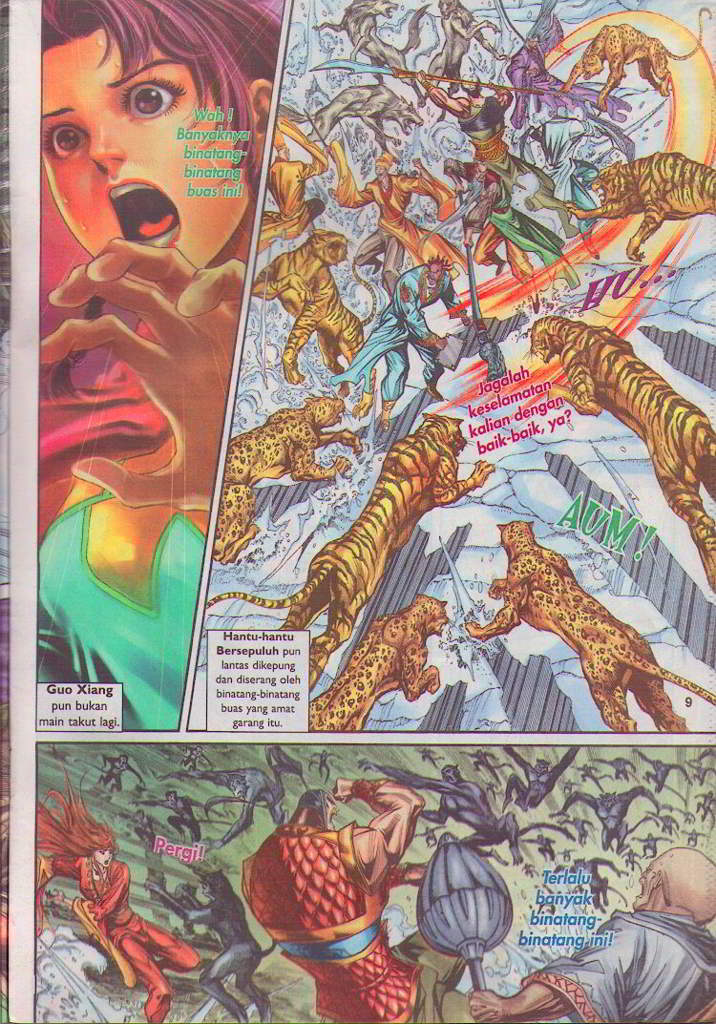 Wah !
Banyaknya
binatang-
binatang
buas ini!
Guo Xiang
pun bukan
main takut lagi.
HU...
Jagalah
keselamatan
kalian dengan
baik-baik, ya?
AUM!
Hantu-hantu
Bersepuluh pun
lantas dikepung
dan diserang oleh
binatang-binatang
buas yang amat
garang itu.
9
Pergi!
Terlalu
banyak
binatang-
binatang ini!